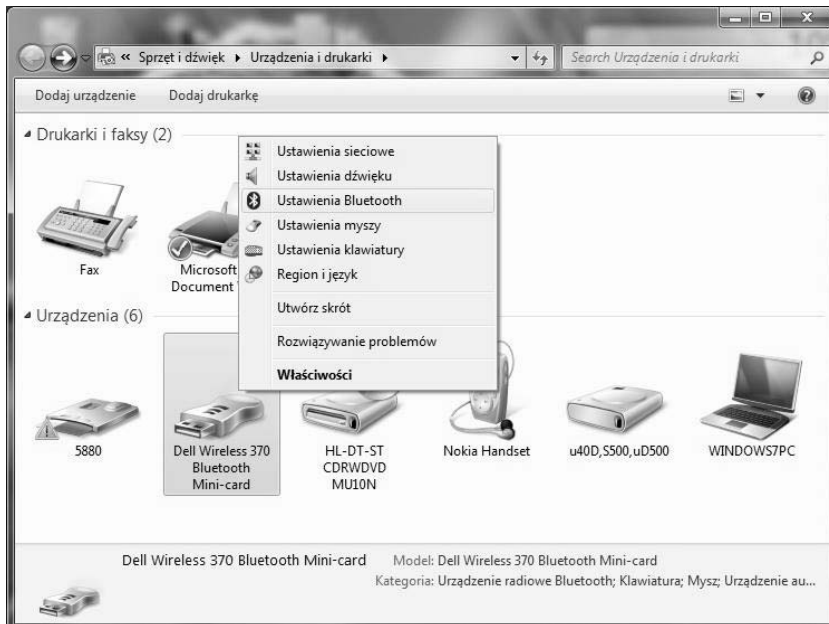 « Sprzęt i dźwięk ▸ Urządzenia i drukarki ▸
Search Urządzenia i drukarki
Dodaj urządzenie Dodaj drukarkę
Drukarki i faksy (2)
Ustawienia sieciowe
Ustawienia dźwięku
Ustawienia Bluetooth
Ustawienia myszy
Ustawienia klawiatury
Region i język
Utwórz skrót
Rozwiązywanie problemów
Właściwości
Fax
Microsoft
Document
Urządzenia (6)
5880
Dell Wireless 370
Bluetooth
Mini-card
HL-DT-ST
CDRWDVD
MU10N
Nokia Handset
u40D,S500,uD500
WINDOWS7PC
Dell Wireless 370 Bluetooth Mini-card Model: Dell Wireless 370 Bluetooth Mini-card
Kategoria: Urządzenie radiowe Bluetooth; Klawiatura; Mysz; Urządzenie au...